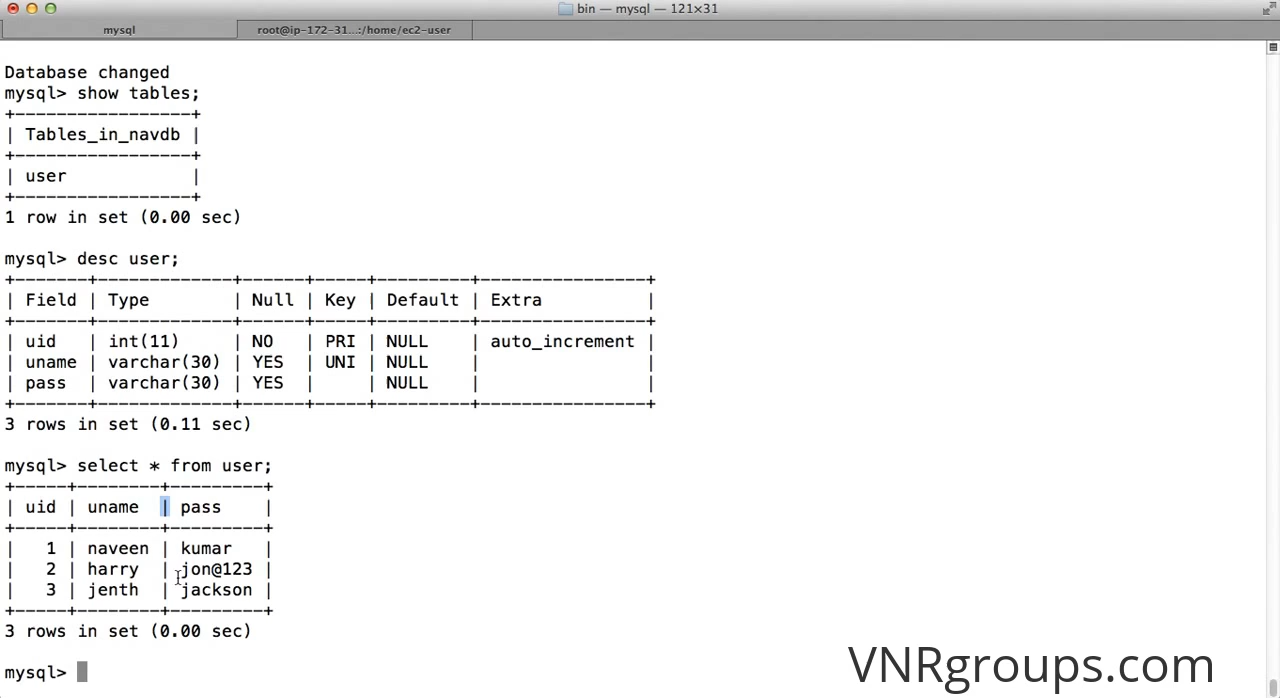 bin — mysql — 121×31
mysql
root@ip-172-31...:/home/ec2-user
Database changed
mysql> show tables;
+-----------------+
| Tables_in_navdb |
+-----------------+
| user            |
+-----------------+
1 row in set (0.00 sec)
mysql> desc user;
+-------+-------------+------+-----+---------+----------------+
| Field | Type        | Null | Key | Default | Extra          |
+-------+-------------+------+-----+---------+----------------+
| uid   | int(11)     | NO   | PRI | NULL    | auto_increment |
| uname | varchar(30) | YES  | UNI | NULL    |                |
| pass  | varchar(30) | YES  |     | NULL    |                |
+-------+-------------+------+-----+---------+----------------+
3 rows in set (0.11 sec)
mysql> select * from user;
+-----+--------+---------+
| uid | uname  | pass    |
+-----+--------+---------+
|   1 | naveen | kumar   |
|   2 | harry  | jon@123 |
|   3 | jenth  | jackson |
+-----+--------+---------+
3 rows in set (0.00 sec)
mysql>
VNRgroups.com